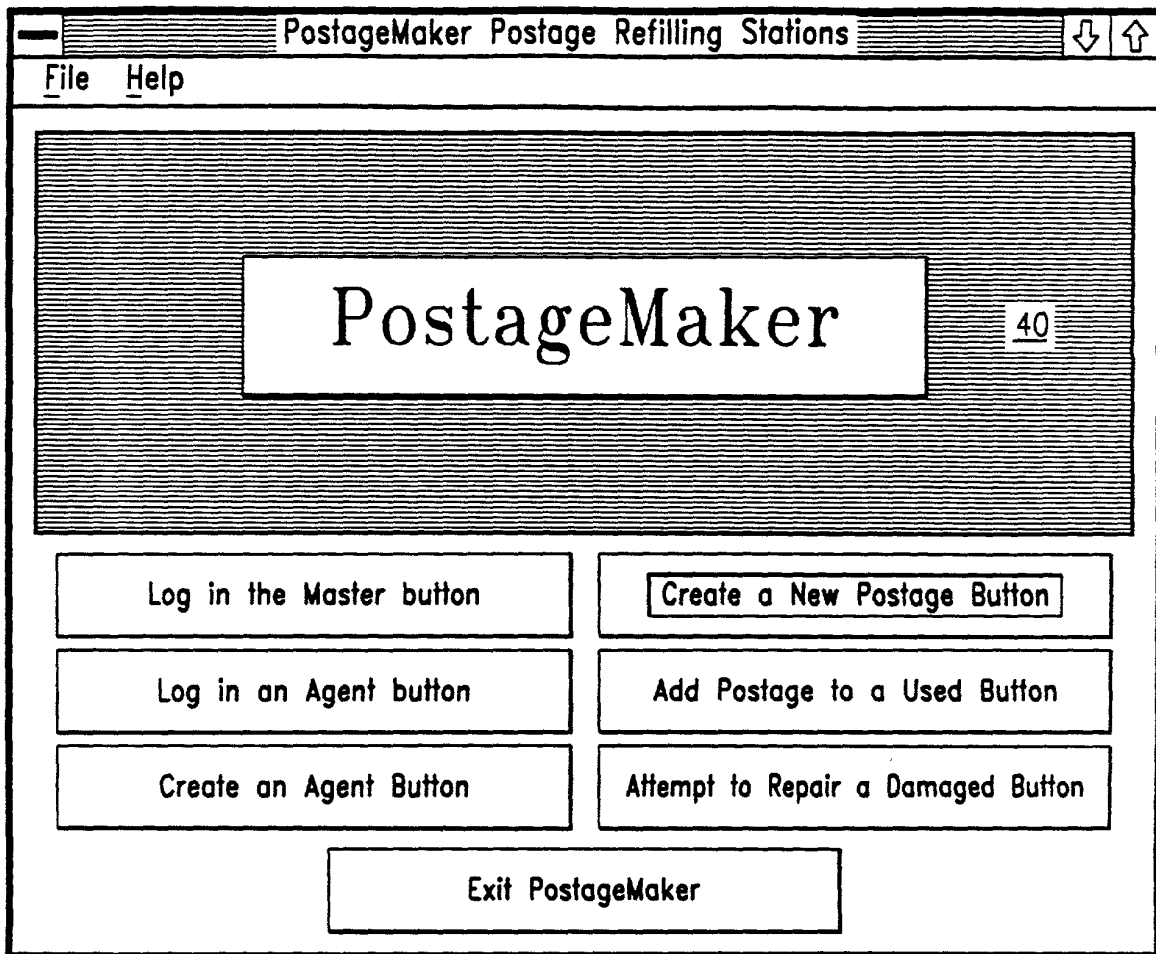 PostageMaker Postage Refilling Stations
File Help
PostageMaker
40
Log in the Master button
Create a New Postage Button
Log in an Agent button
Add Postage to a Used Button
Create an Agent Button
Attempt to Repair a Damaged Button
Exit PostageMaker